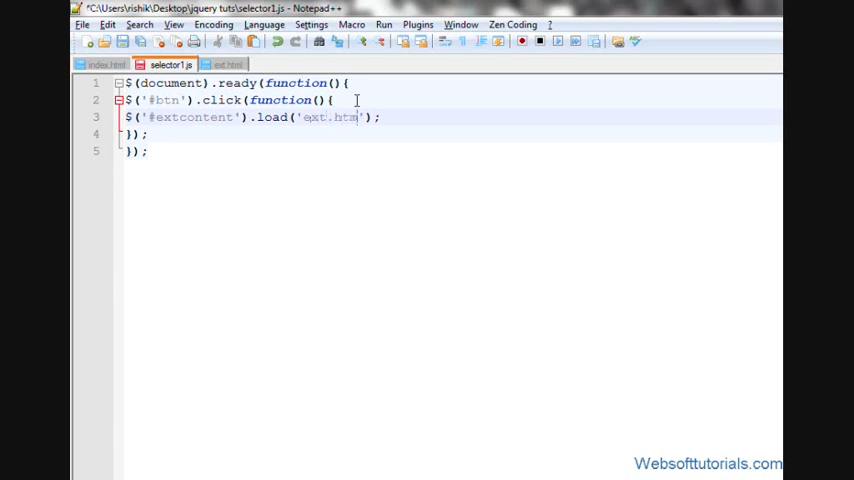 *C:\Users\rishik\Desktop\jquery tuts\selector1.js - Notepad++
File Edit Search View Encoding Language Settings Macro Run Plugins Window Zen Coding ?
index.html selector1.js ext.html
1 $(document).ready(function(){
2 $('#btn').click(function(){
3 $('#extcontent').load('ext.htm');
4 });
5 });
Websofttutorials.com